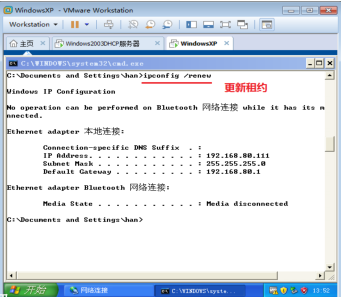 WindowsXP - VMware Workstation
Workstation
主页 Windows2003DHCP服务器 WindowsXP
C:\WINDOWS\system32\cmd.exe
C:\Documents and Settings\han>ipconfig /renew
更新租约
Windows IP Configuration
No operation can be performed on Bluetooth 网络连接 while it has its m
nnected.
Ethernet adapter 本地连接:
Connection-specific DNS Suffix . :
IP Address. . . . . . . . . . . . : 192.168.80.111
Subnet Mask . . . . . . . . . . . : 255.255.255.0
Default Gateway . . . . . . . . . : 192.168.80.1
Ethernet adapter Bluetooth 网络连接:
Media State . . . . . . . . . . . : Media disconnected
C:\Documents and Settings\han>
开始 网络连接 C:\WINDOWS\syste... 13:52